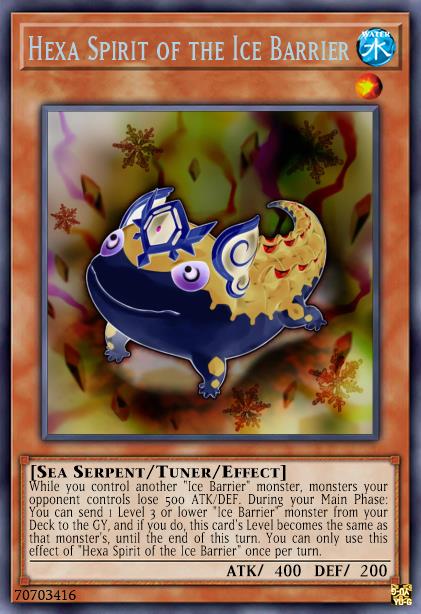 Hexa Spirit of the Ice Barrier
WATER
水
[Sea Serpent/Tuner/Effect]
While you control another "Ice Barrier" monster, monsters your
opponent controls lose 500 ATK/DEF. During your Main Phase:
You can send 1 Level 3 or lower "Ice Barrier" monster from your
Deck to the GY, and if you do, this card's Level becomes the same as
that monster's, until the end of this turn. You can only use this
effect of "Hexa Spirit of the Ice Barrier" once per turn.
ATK/ 400 DEF/ 200
70703416